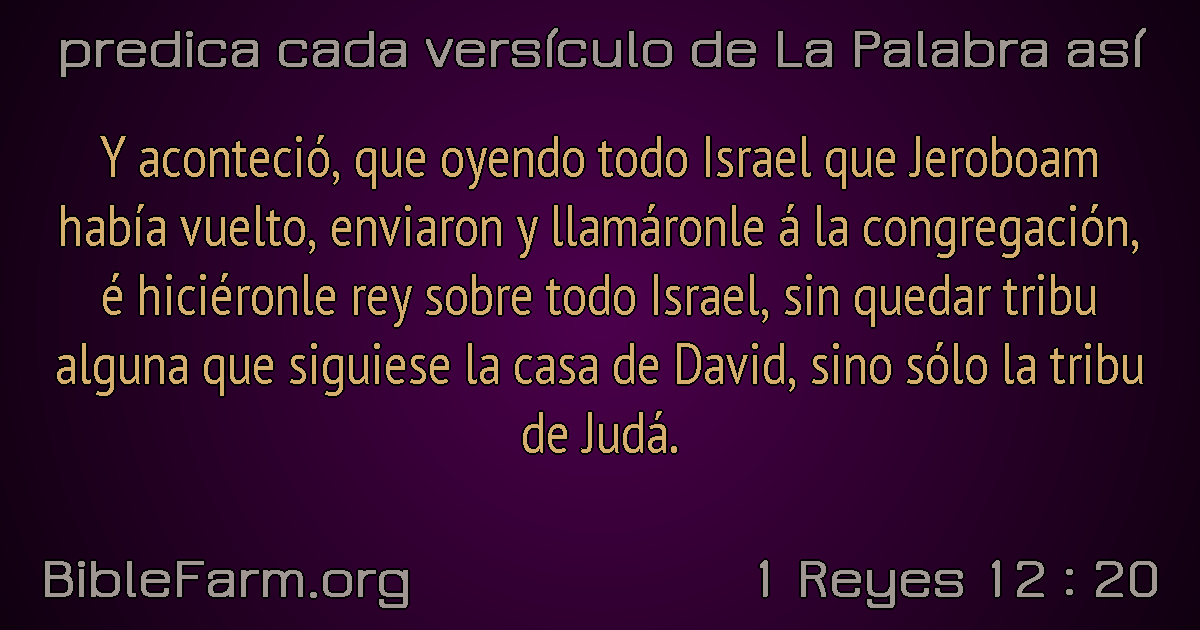 predica cada versículo de La Palabra así
Y aconteció, que oyendo todo Israel que Jeroboam
había vuelto, enviaron y llamáronle á la congregación,
é hiciéronle rey sobre todo Israel, sin quedar tribu
alguna que siguiese la casa de David, sino sólo la tribu
de Judá.
BibleFarm.org
1 Reyes 12 : 20